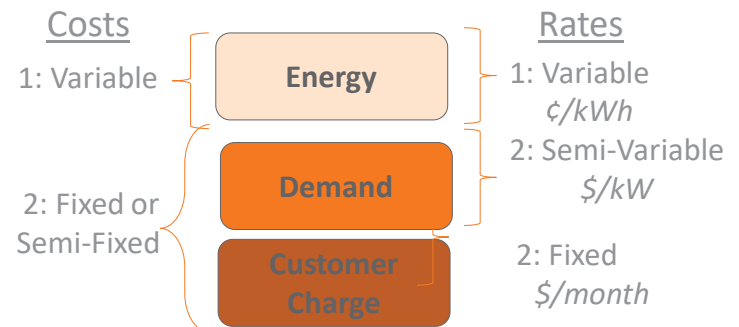 Costs
Rates
1: Variable
Energy
1: Variable
¢/kWh
2: Fixed or
Semi-Fixed
Demand
2: Semi-Variable
$/kW
Customer
Charge
2: Fixed
$/month